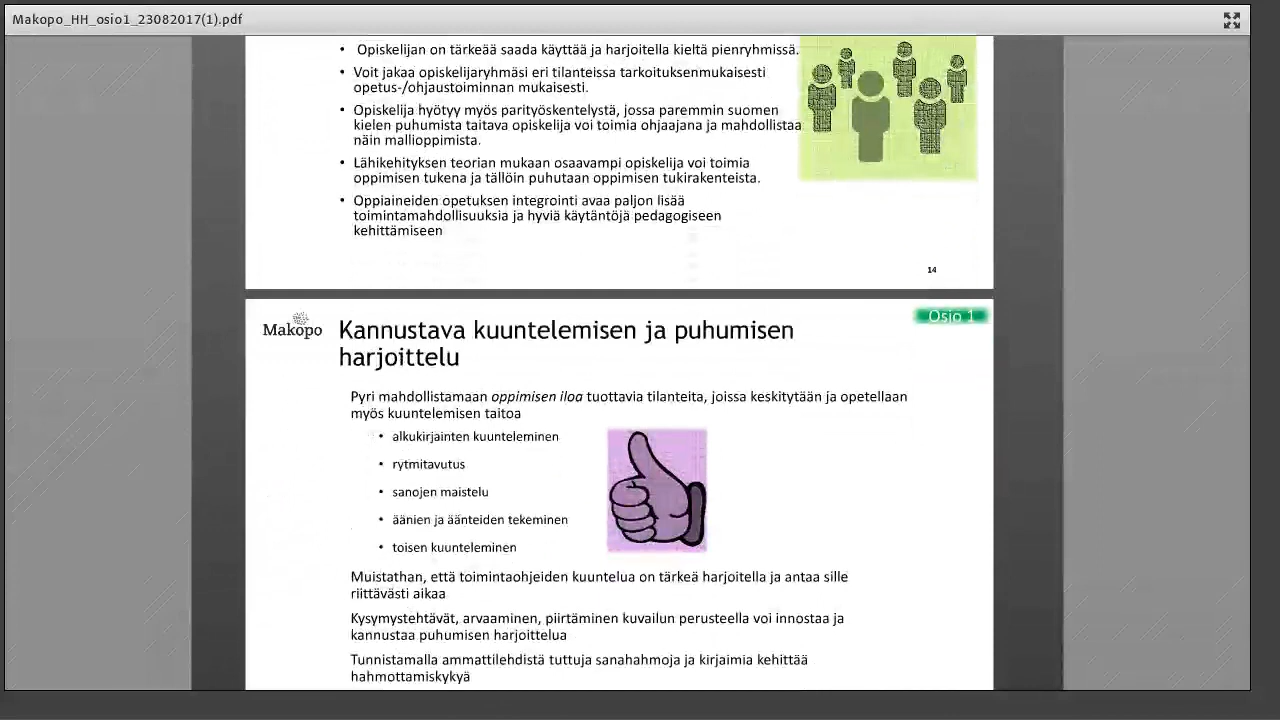 Makopo_HH_osio1_23082017(1).pdf
• Opiskelijan on tärkeää saada käyttää ja harjoitella kieltä pienryhmissä.
• Voit jakaa opiskelijaryhmäsi eri tilanteissa tarkoituksenmukaisesti
opetus-/ohjaustoiminnan mukaisesti.
• Opiskelija hyötyy myös parityöskentelystä, jossa paremmin suomen
kielen puhumista taitava opiskelija voi toimia ohjaajana ja mahdollistaa
näin mallioppimista.
• Lähikehityksen teorian mukaan osaavampi opiskelija voi toimia
oppimisen tukena ja tällöin puhutaan oppimisen tukirakenteista.
• Oppiaineiden opetuksen integrointi avaa paljon lisää
toimintamahdollisuuksia ja hyviä käytäntöjä pedagogiseen
kehittämiseen
14
Makopo
Osio 1
Kannustava kuuntelemisen ja puhumisen
harjoittelu
Pyri mahdollistamaan oppimisen iloa tuottavia tilanteita, joissa keskitytään ja opetellaan
myös kuuntelemisen taitoa
• alkukirjainten kuunteleminen
• rytmitavutus
• sanojen maistelu
• äänien ja äänteiden tekeminen
• toisen kuunteleminen
Muistathan, että toimintaohjeiden kuuntelua on tärkeä harjoitella ja antaa sille
riittävästi aikaa
Kysymystehtävät, arvaaminen, piirtäminen kuvailun perusteella voi innostaa ja
kannustaa puhumisen harjoittelua
Tunnistamalla ammattilehdistä tuttuja sanahahmoja ja kirjaimia kehittää
hahmottamiskykyä